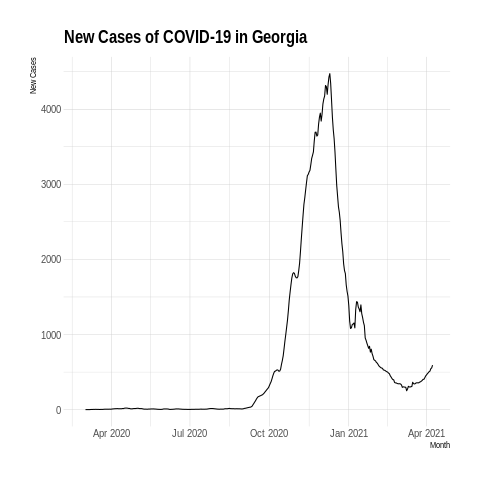 New Cases of COVID-19 in Georgia
New Cases
4000
3000
2000
1000
0
Apr 2020 Jul 2020 Oct 2020 Jan 2021 Apr 2021
Month